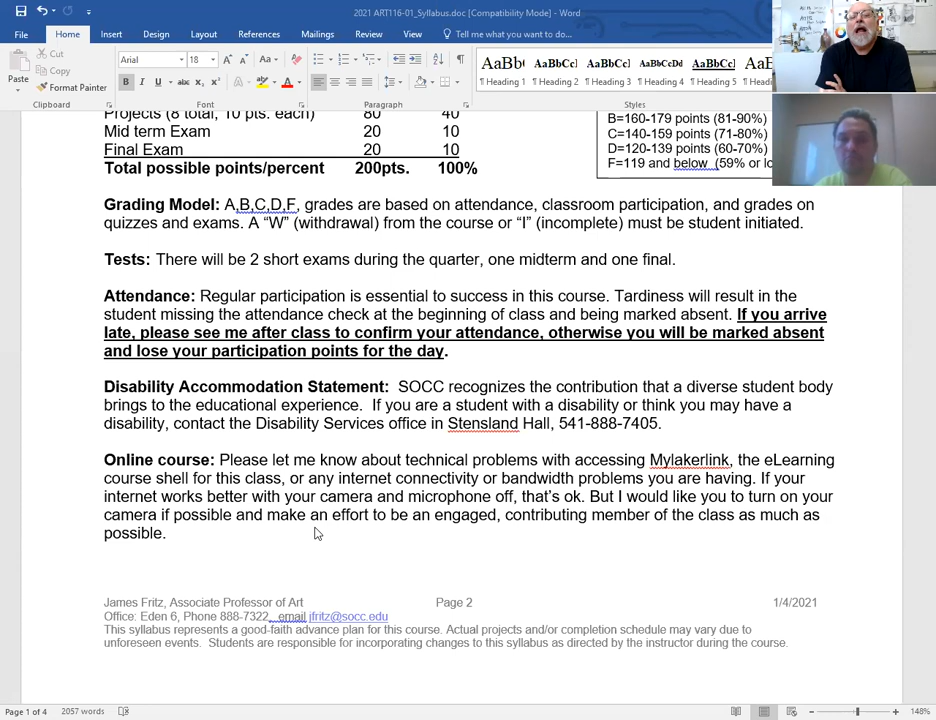 2021 ART116-01_Syllabus.doc [Compatibility Mode] - Word
File Home Insert Design Layout References Mailings Review View Tell me what you want to do...
Paste
Cut
Copy
Format Painter
Clipboard
Arial 18
Font
Paragraph
AaBbC AaBbCc AaBbCc AaBbCcDd AaBbCc AaE
¶ Heading 1 ¶ Heading 2 ¶ Heading 3 ¶ Heading 4 ¶ Heading 5 ¶
Styles
Projects (8 total, 10 pts. each) 80 40
Mid term Exam 20 10
Final Exam 20 10
Total possible points/percent 200pts. 100%
B=160-179 points (81-90%)
C=140-159 points (71-80%)
D=120-139 points (60-70%)
F=119 and below (59% or lo
Grading Model: A,B,C,D,F, grades are based on attendance, classroom participation, and grades on
quizzes and exams. A “W” (withdrawal) from the course or “I” (incomplete) must be student initiated.
Tests: There will be 2 short exams during the quarter, one midterm and one final.
Attendance: Regular participation is essential to success in this course. Tardiness will result in the
student missing the attendance check at the beginning of class and being marked absent. If you arrive
late, please see me after class to confirm your attendance, otherwise you will be marked absent
and lose your participation points for the day.
Disability Accommodation Statement: SOCC recognizes the contribution that a diverse student body
brings to the educational experience. If you are a student with a disability or think you may have a
disability, contact the Disability Services office in Stensland Hall, 541-888-7405.
Online course: Please let me know about technical problems with accessing Mylakerlink, the eLearning
course shell for this class, or any internet connectivity or bandwidth problems you are having. If your
internet works better with your camera and microphone off, that’s ok. But I would like you to turn on your
camera if possible and make an effort to be an engaged, contributing member of the class as much as
possible.
James Fritz, Associate Professor of Art Page 2 1/4/2021
Office: Eden 6, Phone 888-7322, email jfritz@socc.edu
This syllabus represents a good-faith advance plan for this course. Actual projects and/or completion schedule may vary due to
unforeseen events. Students are responsible for incorporating changes to this syllabus as directed by the instructor during the course.
Page 1 of 4 2057 words 148%